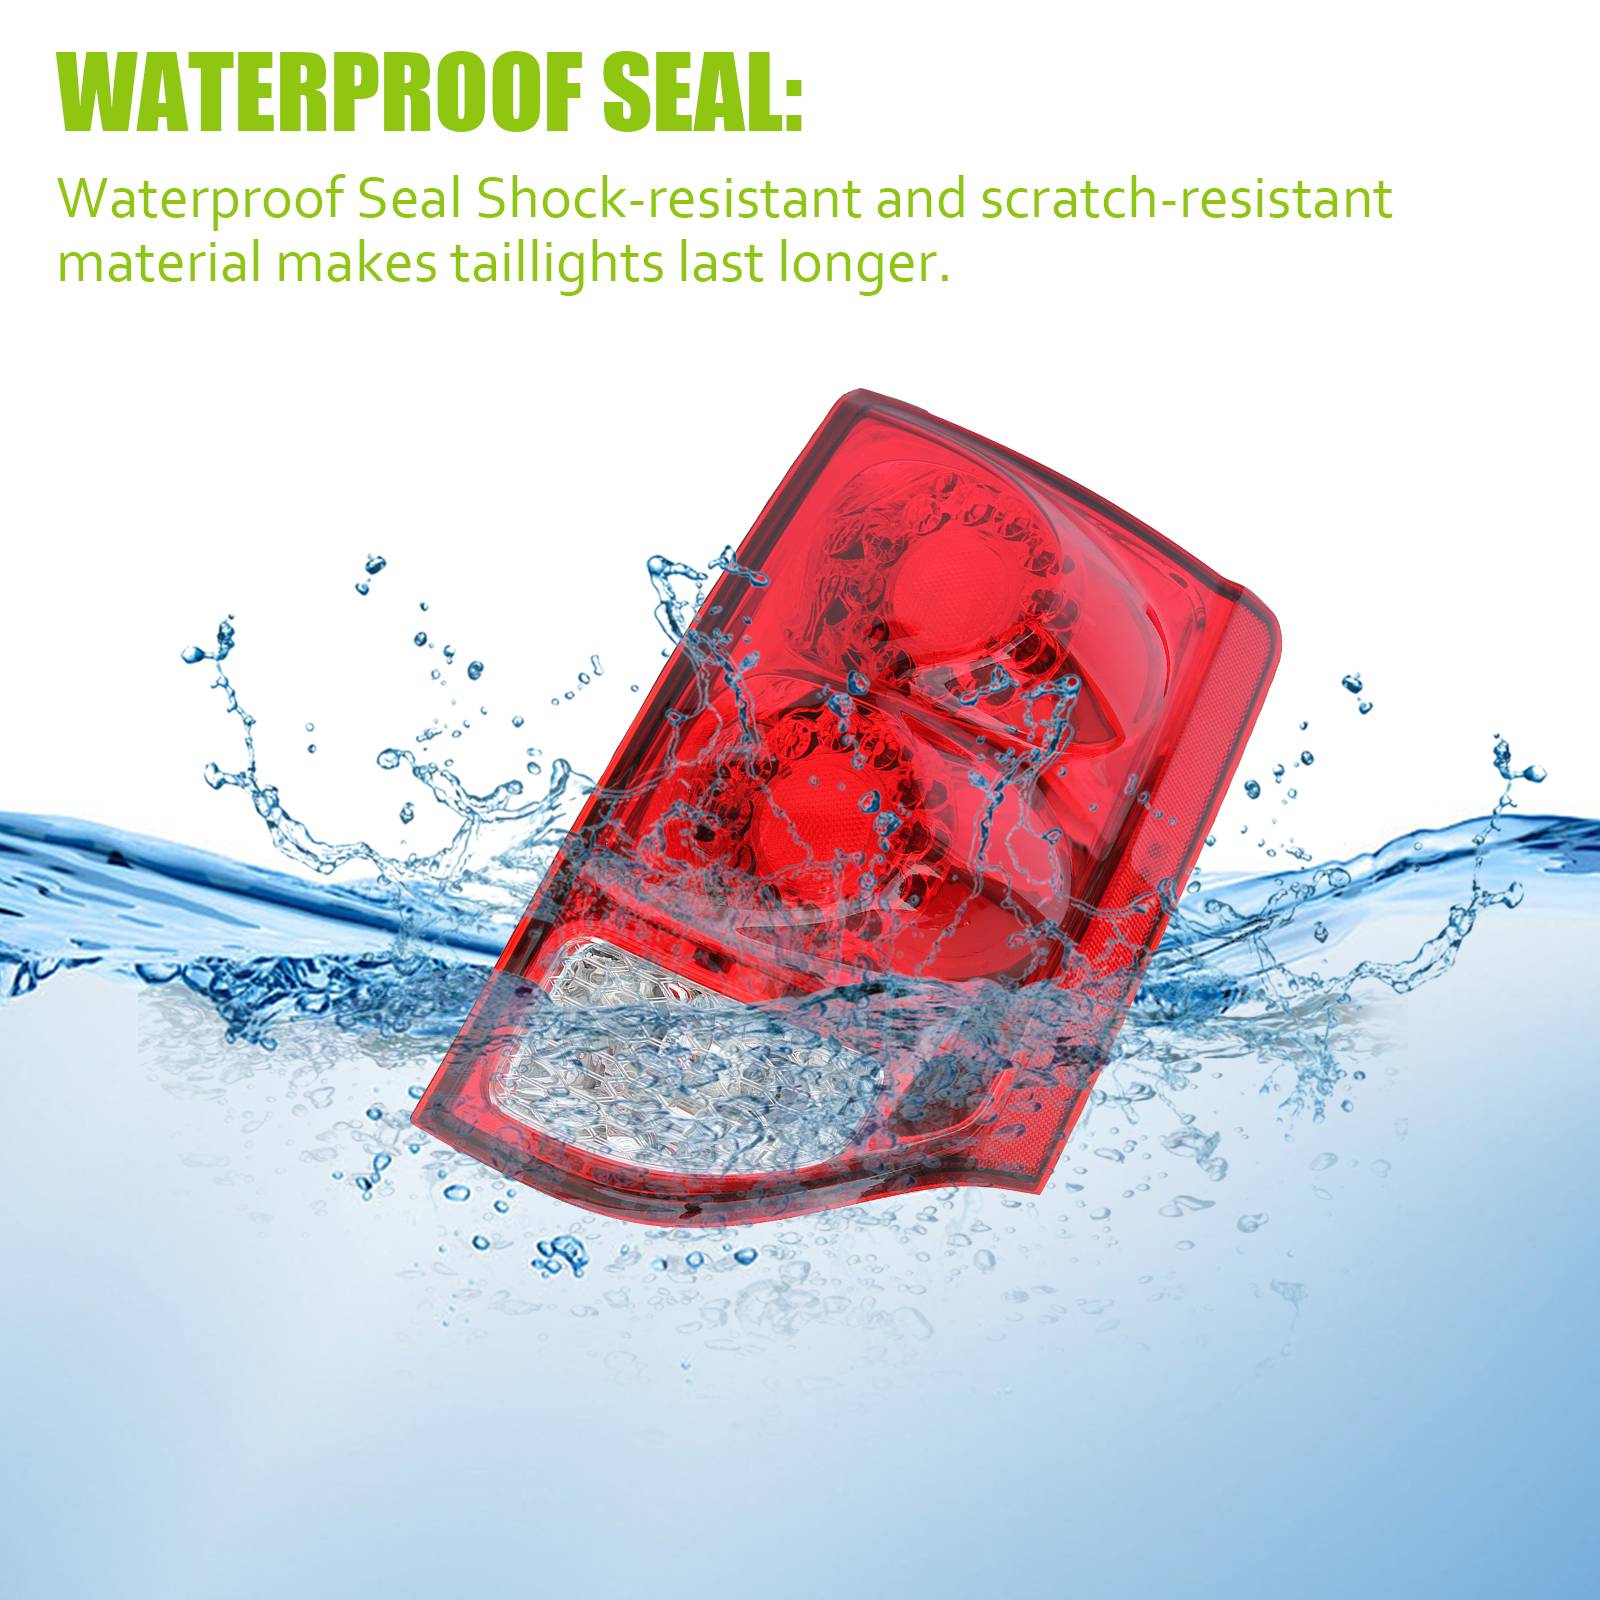 WATERPROOF SEAL:
Waterproof Seal Shock-resistant and scratch-resistant
material makes taillights last longer.